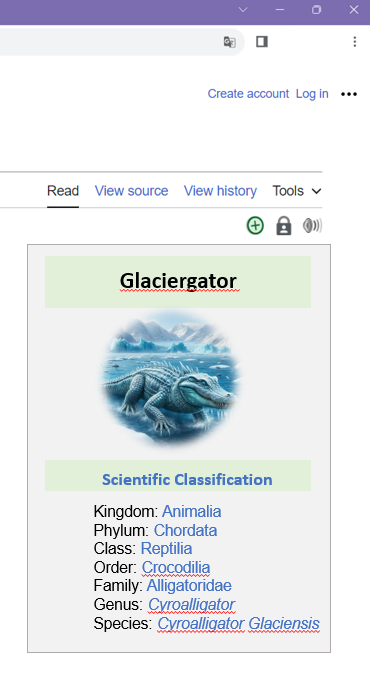 Create account Log in
Read View source View history Tools
Glaciergator
Scientific Classification
Kingdom: Animalia
Phylum: Chordata
Class: Reptilia
Order: Crocodilia
Family: Alligatoridae
Genus: Cyroalligator
Species: Cyroalligator Glaciensis